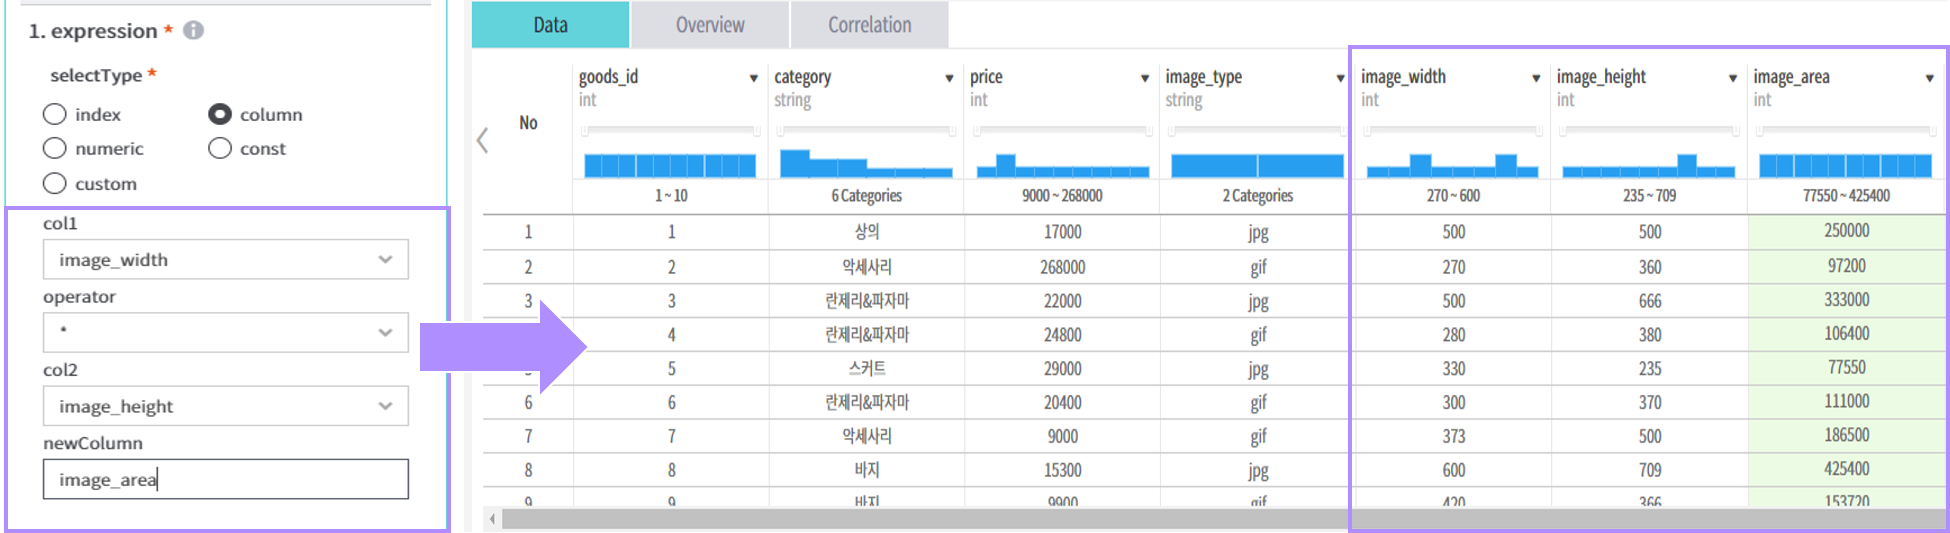 1. expression *
selectType *
index column
numeric const
custom
col1
image_width
operator
*
col2
image_height
newColumn
image_area
Data Overview Correlation
No goods_id category price image_type image_width image_height image_area
int string int string int int int
1 ~ 10 6 Categories 9000 ~ 268000 2 Categories 270 ~ 600 235 ~ 709 77550 ~ 425400
1 1 상의 17000 jpg 500 500 250000
2 2 악세사리 268000 gif 270 360 97200
3 3 란제리&파자마 22000 jpg 500 666 333000
4 란제리&파자마 24800 gif 280 380 106400
5 스커트 29000 jpg 330 235 77550
6 6 란제리&파자마 20400 gif 300 370 111000
7 7 악세사리 9000 gif 373 500 186500
8 8 바지 15300 jpg 600 709 425400
9 9 바지 9900 gif 420 366 153720